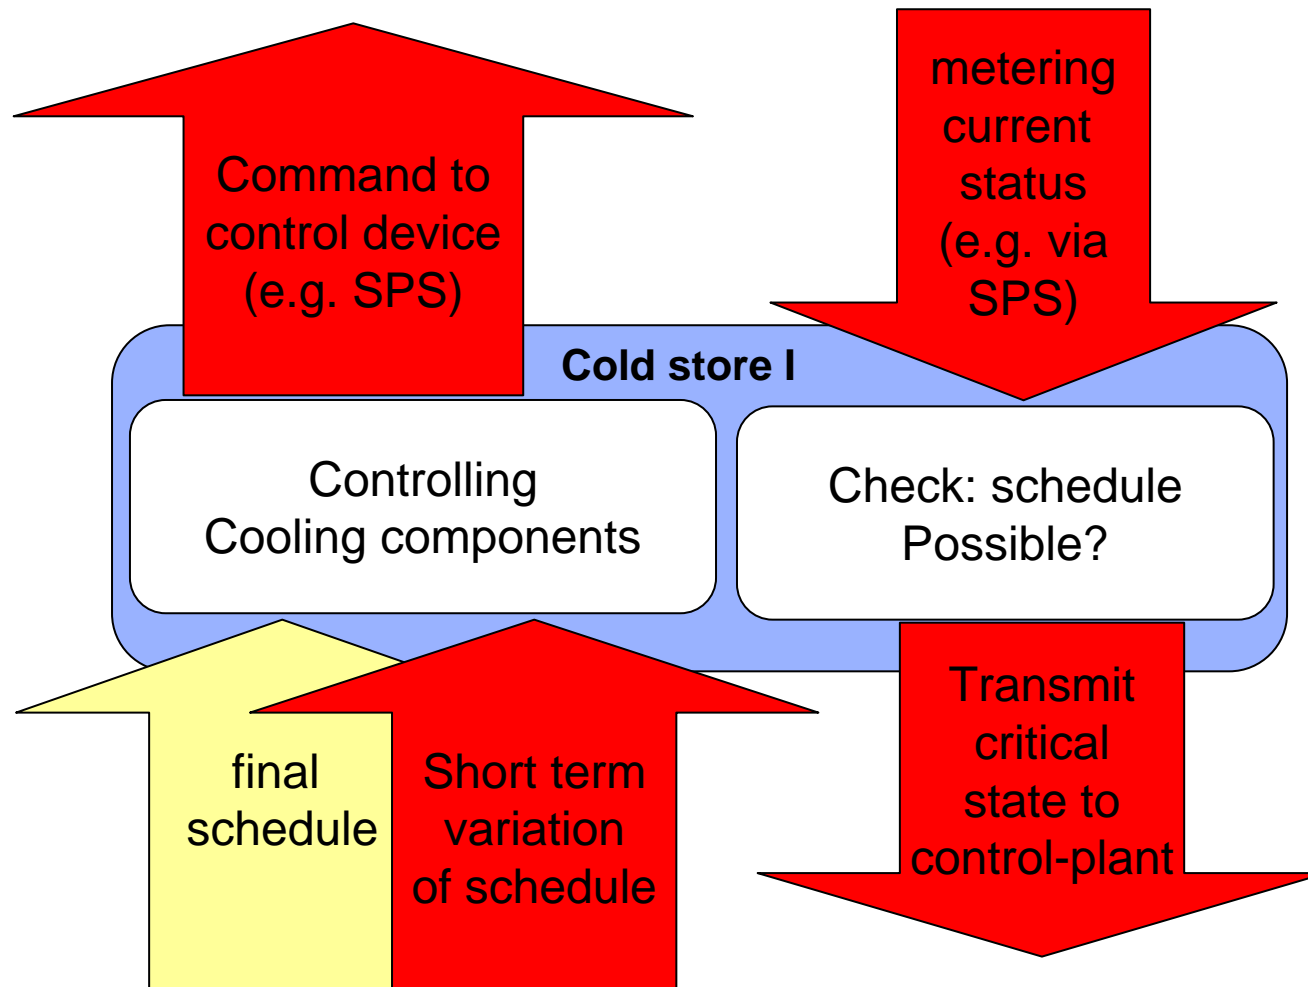 Command to
control device
(e.g. SPS)
metering
current
status
(e.g. via
SPS)
Cold store I
Controlling
Cooling components
Check: schedule
Possible?
final
schedule
Short term
variation
of schedule
Transmit
critical
state to
control-plant